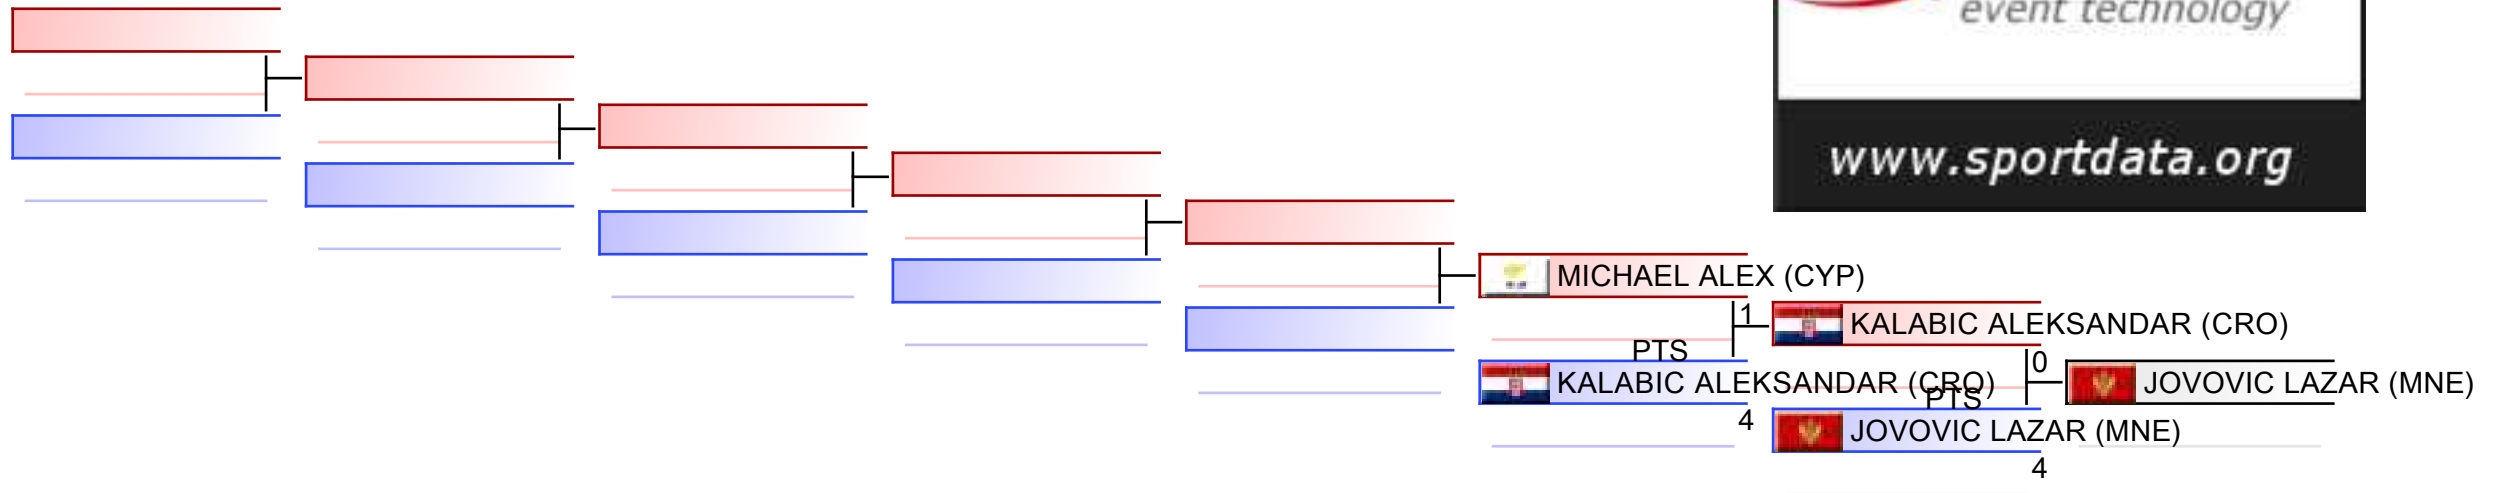 event technology
www.sportdata.org
MICHAEL ALEX (CYP)
1
KALABIC ALEKSANDAR (CRO)
PTS
0
KALABIC ALEKSANDAR (CRO)
JOVOVIC LAZAR (MNE)
PTS
4
JOVOVIC LAZAR (MNE)
4